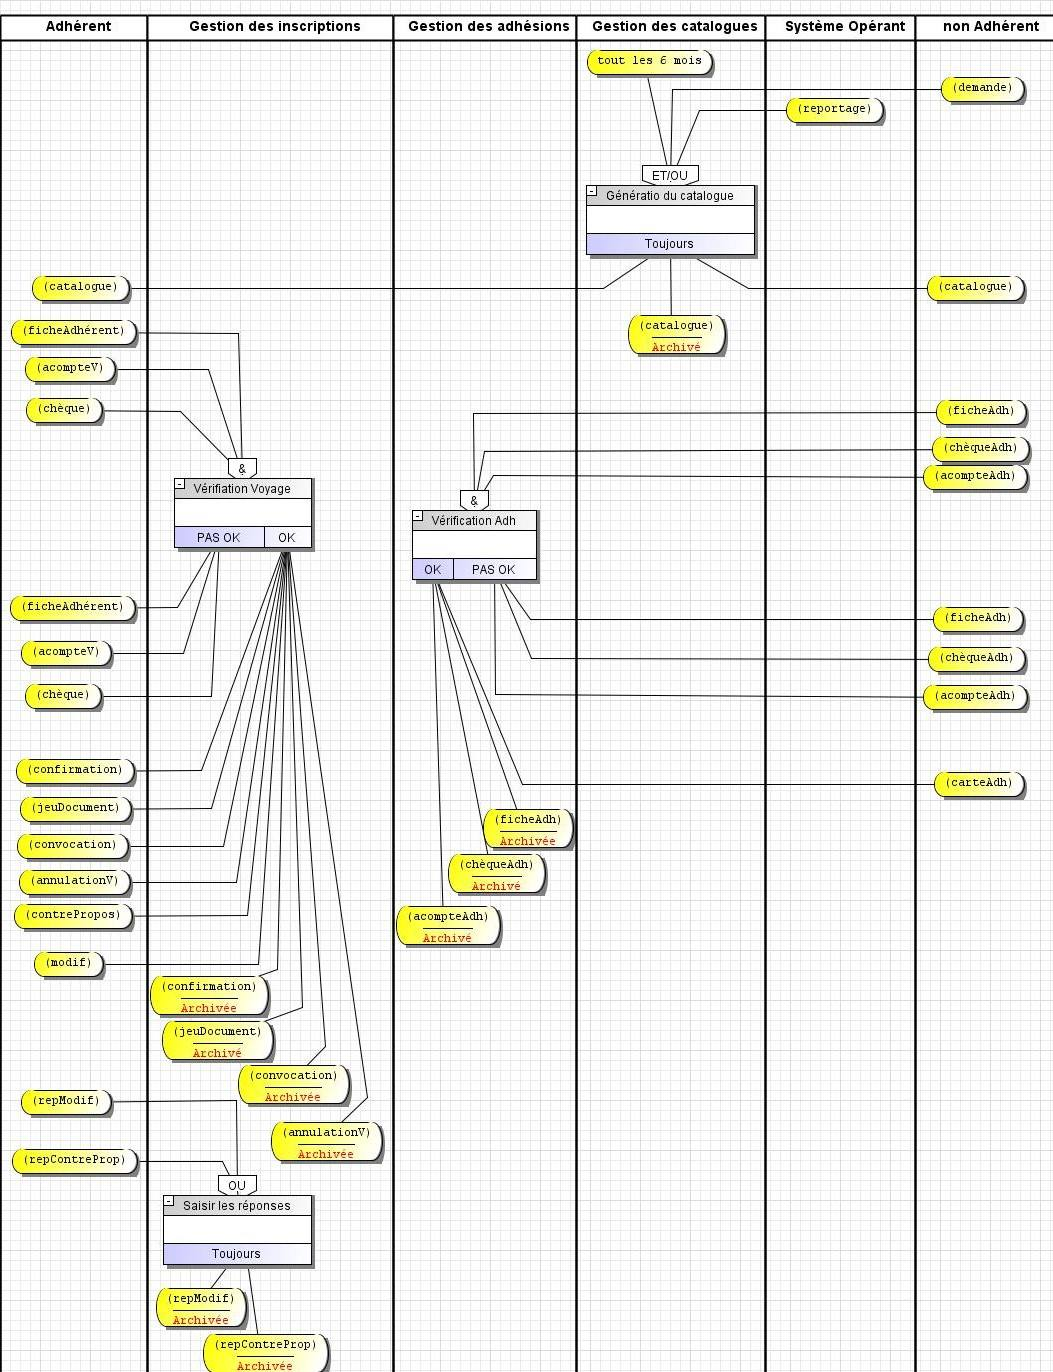 Adhérent
Gestion des inscriptions
Gestion des adhésions
Gestion des catalogues
Système Opérant
non Adhérent
tout les 6 mois
(demande)
(reportage)
ET/OU
Génératio du catalogue
Toujours
(catalogue)
(catalogue)
(catalogue)
Archivé
(ficheAdhérent)
(acompteV)
(chèque)
(ficheAdh)
(chèqueAdh)
(acompteAdh)
&
Vérifiation Voyage
PAS OK
OK
&
Vérification Adh
OK
PAS OK
(ficheAdhérent)
(acompteV)
(chèque)
(ficheAdh)
(chèqueAdh)
(acompteAdh)
(confirmation)
(jeuDocument)
(convocation)
(annulationV)
(contrePropos)
(modif)
(carteAdh)
(ficheAdh)
Archivée
(chèqueAdh)
Archivé
(acompteAdh)
Archivé
(confirmation)
Archivée
(jeuDocument)
Archivé
(convocation)
Archivée
(annulationV)
Archivée
(repModif)
(repContreProp)
OU
Saisir les réponses
Toujours
(repModif)
Archivée
(repContreProp)
Archivée